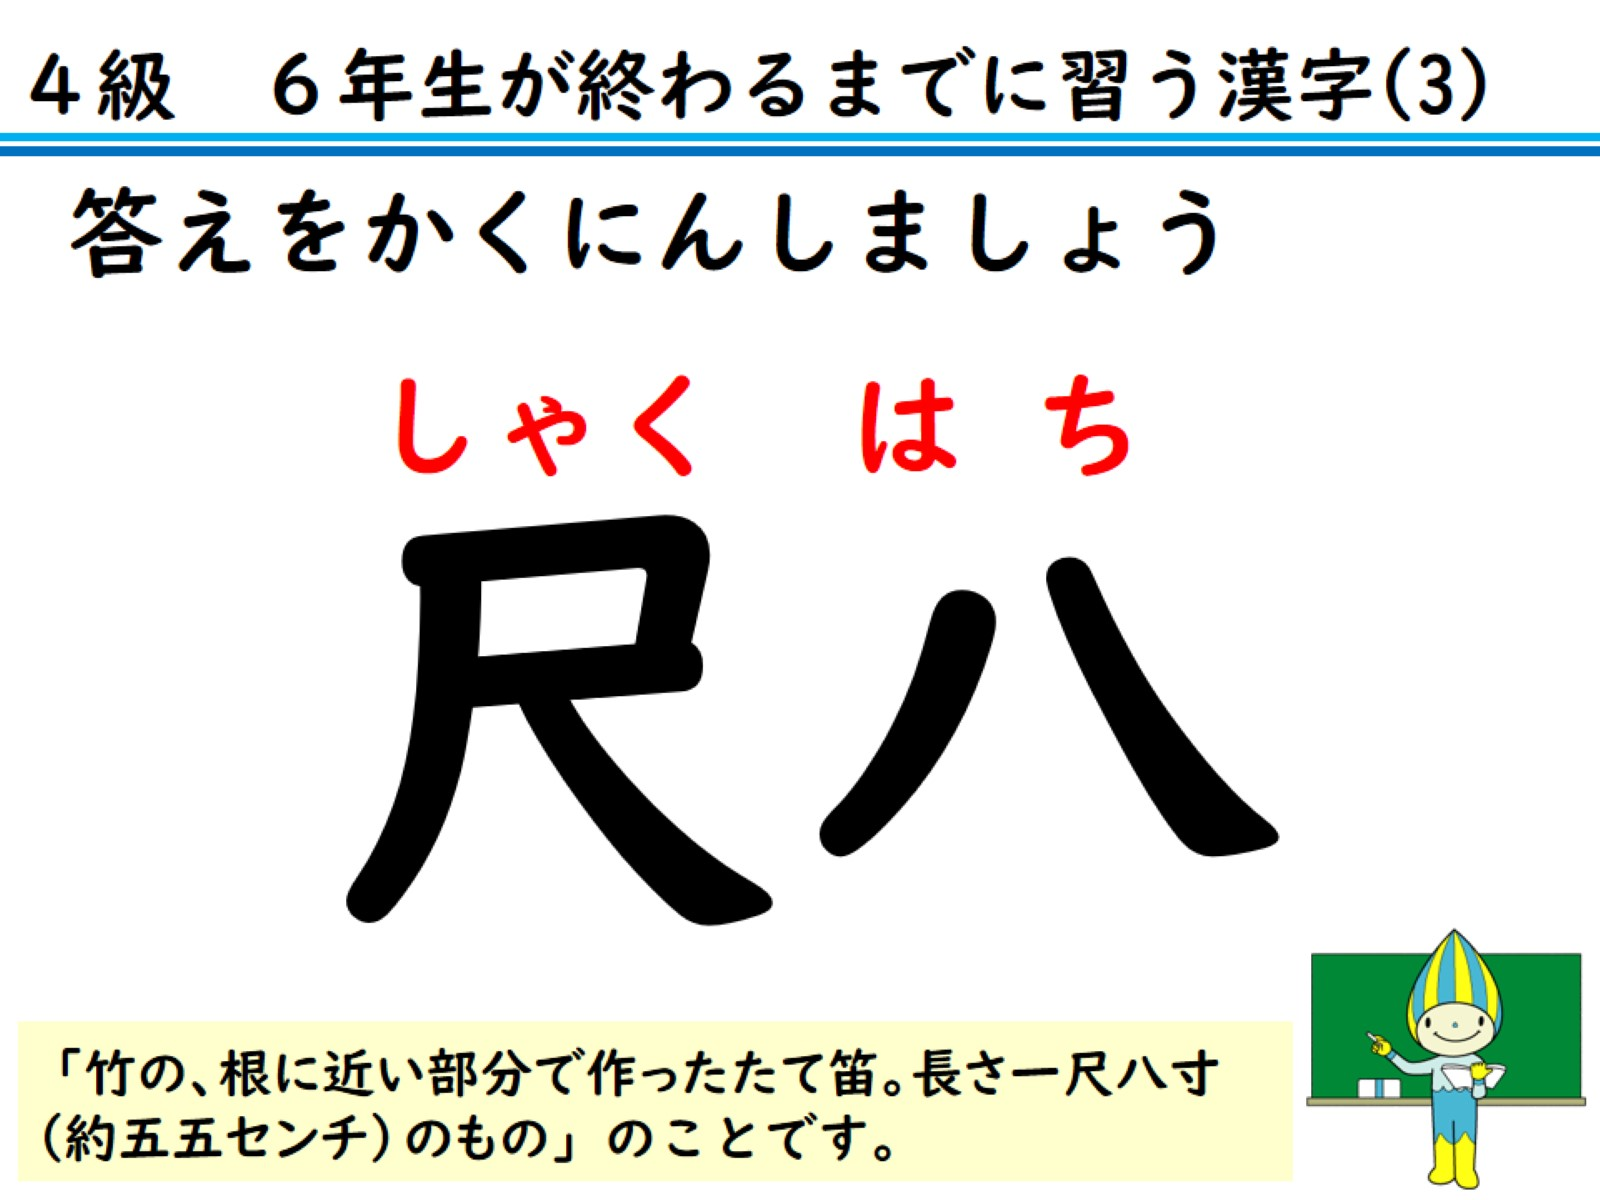 ４級　６年生が終わるまでに習う漢字(3)
答えをかくにんしましょう
しゃく　はち
尺八
「竹の、根に近い部分で作ったたて笛。長さ一尺八寸
(約五五センチ)のもの」のことです。